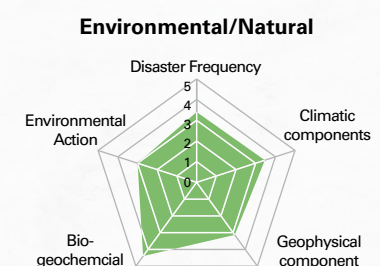 Environmental/Natural
Disaster Frequency
5
4
3
2
1
0
Climatic
components
Environmental
Action
Bio-
geochemcial
Geophysical
component